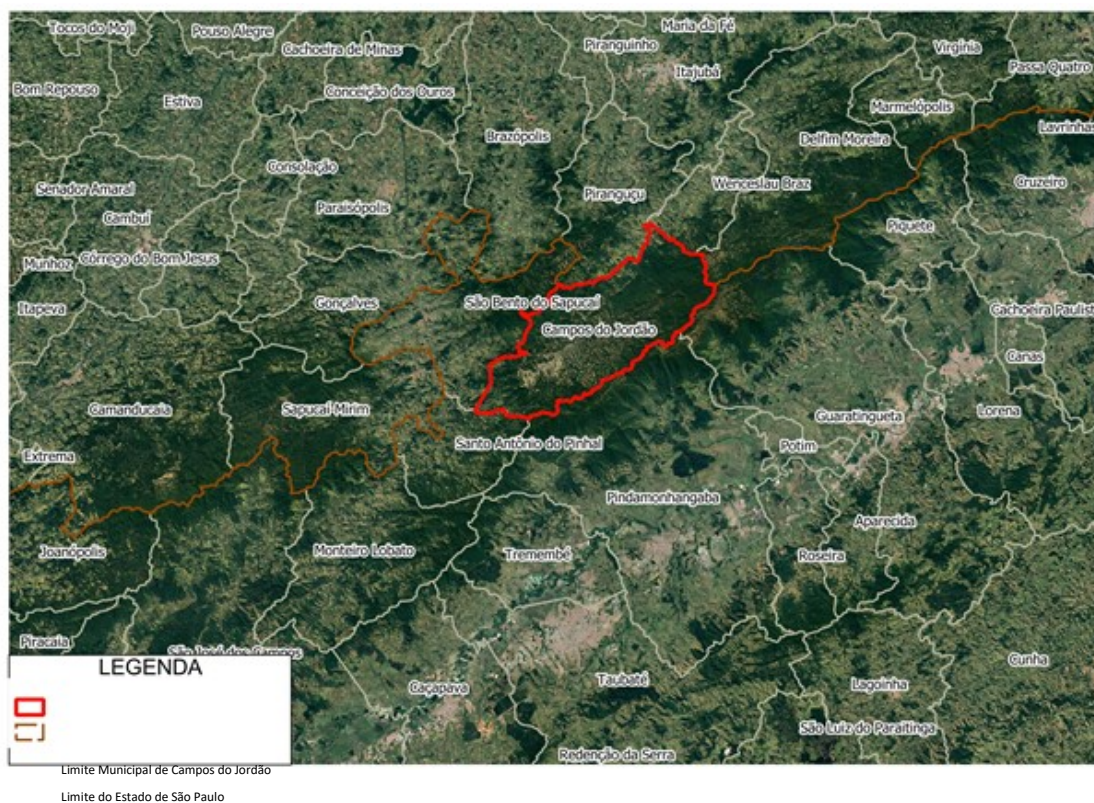 Tocos do Moji
Pouso Alegre
Maria da Fé
Cachoeira de Minas
Piranguinho
Virgínia
Itajubá
Passa Quatro
Bom Repouso
Conceição dos Ouros
Estiva
Marmelópolis
Lavrinhas
Brazópolis
Delfim Moreira
Consolação
Wenceslau Braz
Cruzeiro
Senador Amaral
Piranguçu
Paraisópolis
Cambuí
Piquete
Munhoz
Córrego do Bom Jesus
Gonçalves
São Bento do Sapucaí
Itapeva
Cachoeira Paulist
Campos do Jordão
Canas
Camanducaia
Sapucaí Mirim
Lorena
Guaratingueta
Santo Antônio do Pinhal
Potim
Extrema
Pindamonhangaba
Aparecida
Joanópolis
Monteiro Lobato
Tremembé
Roseira
Piracaia
São José dos Campos
Cunha
LEGENDA
Taubaté
Caçapava
Lagoinha
São Luiz do Paraitinga
Redenção da Serra
Limite Municipal de Campos do Jordão
Limite do Estado de São Paulo